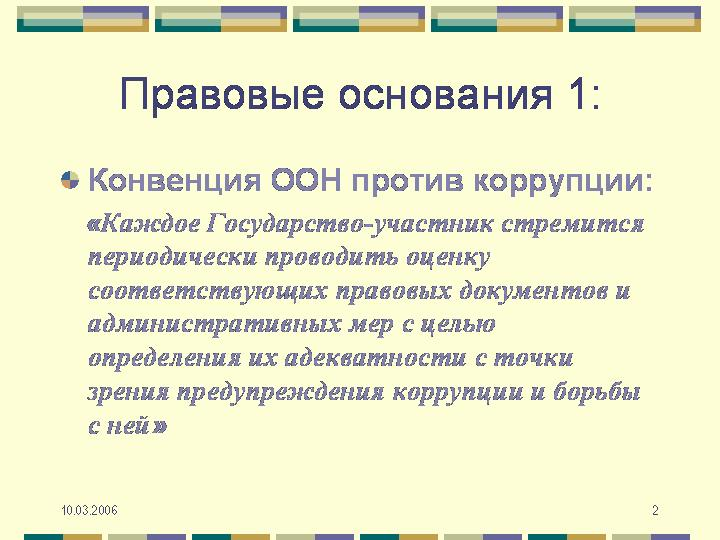 Правовые основания 1:
Конвенция ООН против коррупции:
«Каждое Государство-участник стремится
периодически проводить оценку
соответствующих правовых документов и
административных мер с целью
определения их адекватности с точки
зрения предупреждения коррупции и борьбы
с ней»
10.03.2006
2